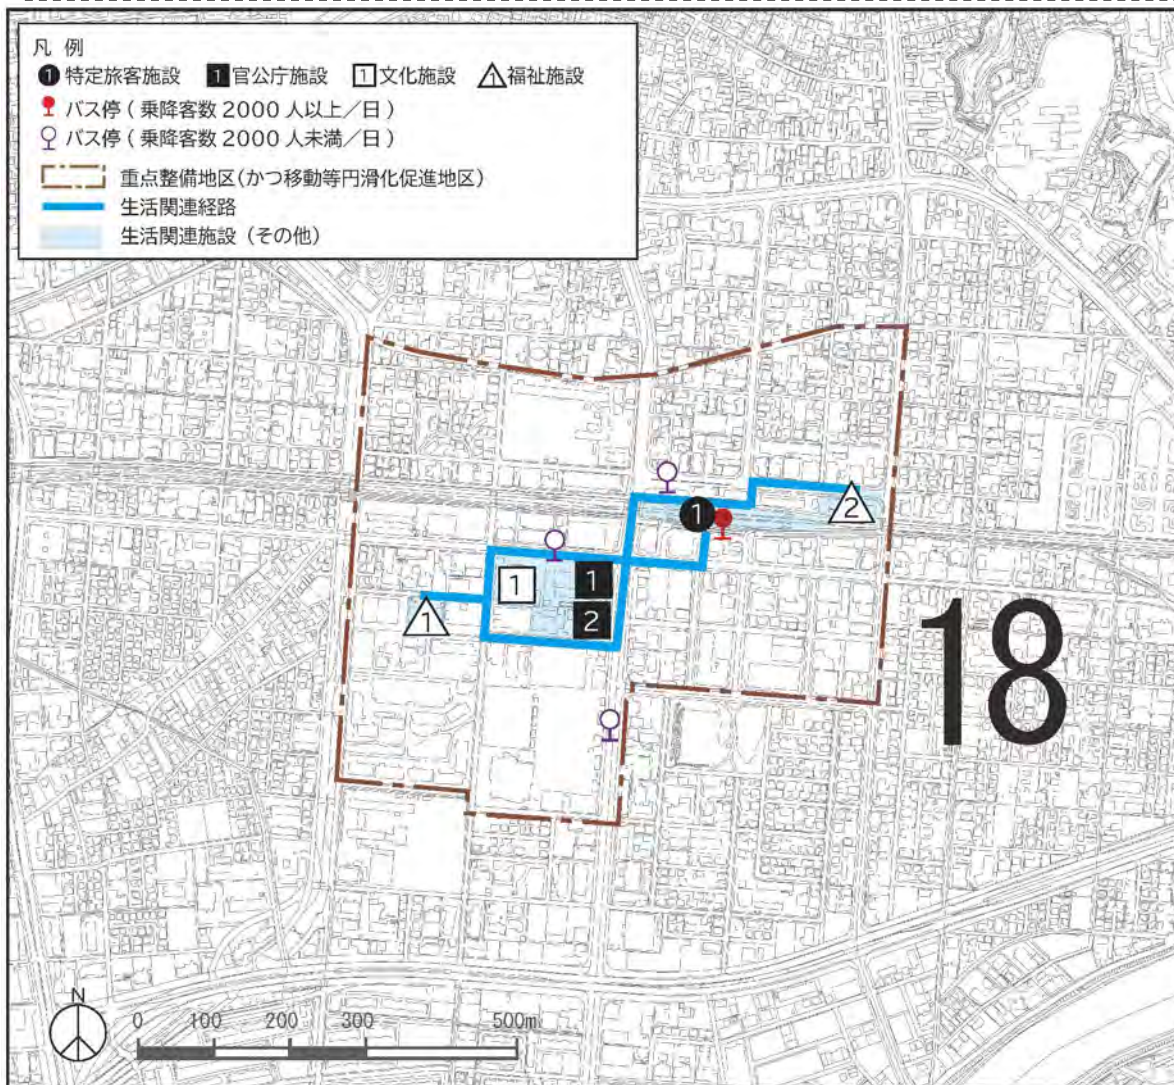 凡 例
1 特定旅客施設 1 官公庁施設 1 文化施設 1 福祉施設
バス停 ( 乗降客数 2000 人以上／日 )
バス停 ( 乗降客数 2000 人未満／日 )
重点整備地区(かつ移動等円滑化促進地区)
生活関連経路
生活関連施設 (その他)
1
2
1
1
2
1
18
N
0 100 200 300 500m